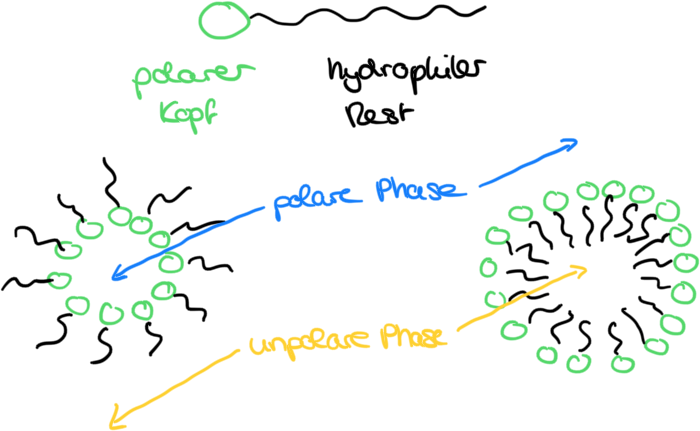 polarer
Kopf
hydrophiler
Rest
polare Phase
unpolare Phase